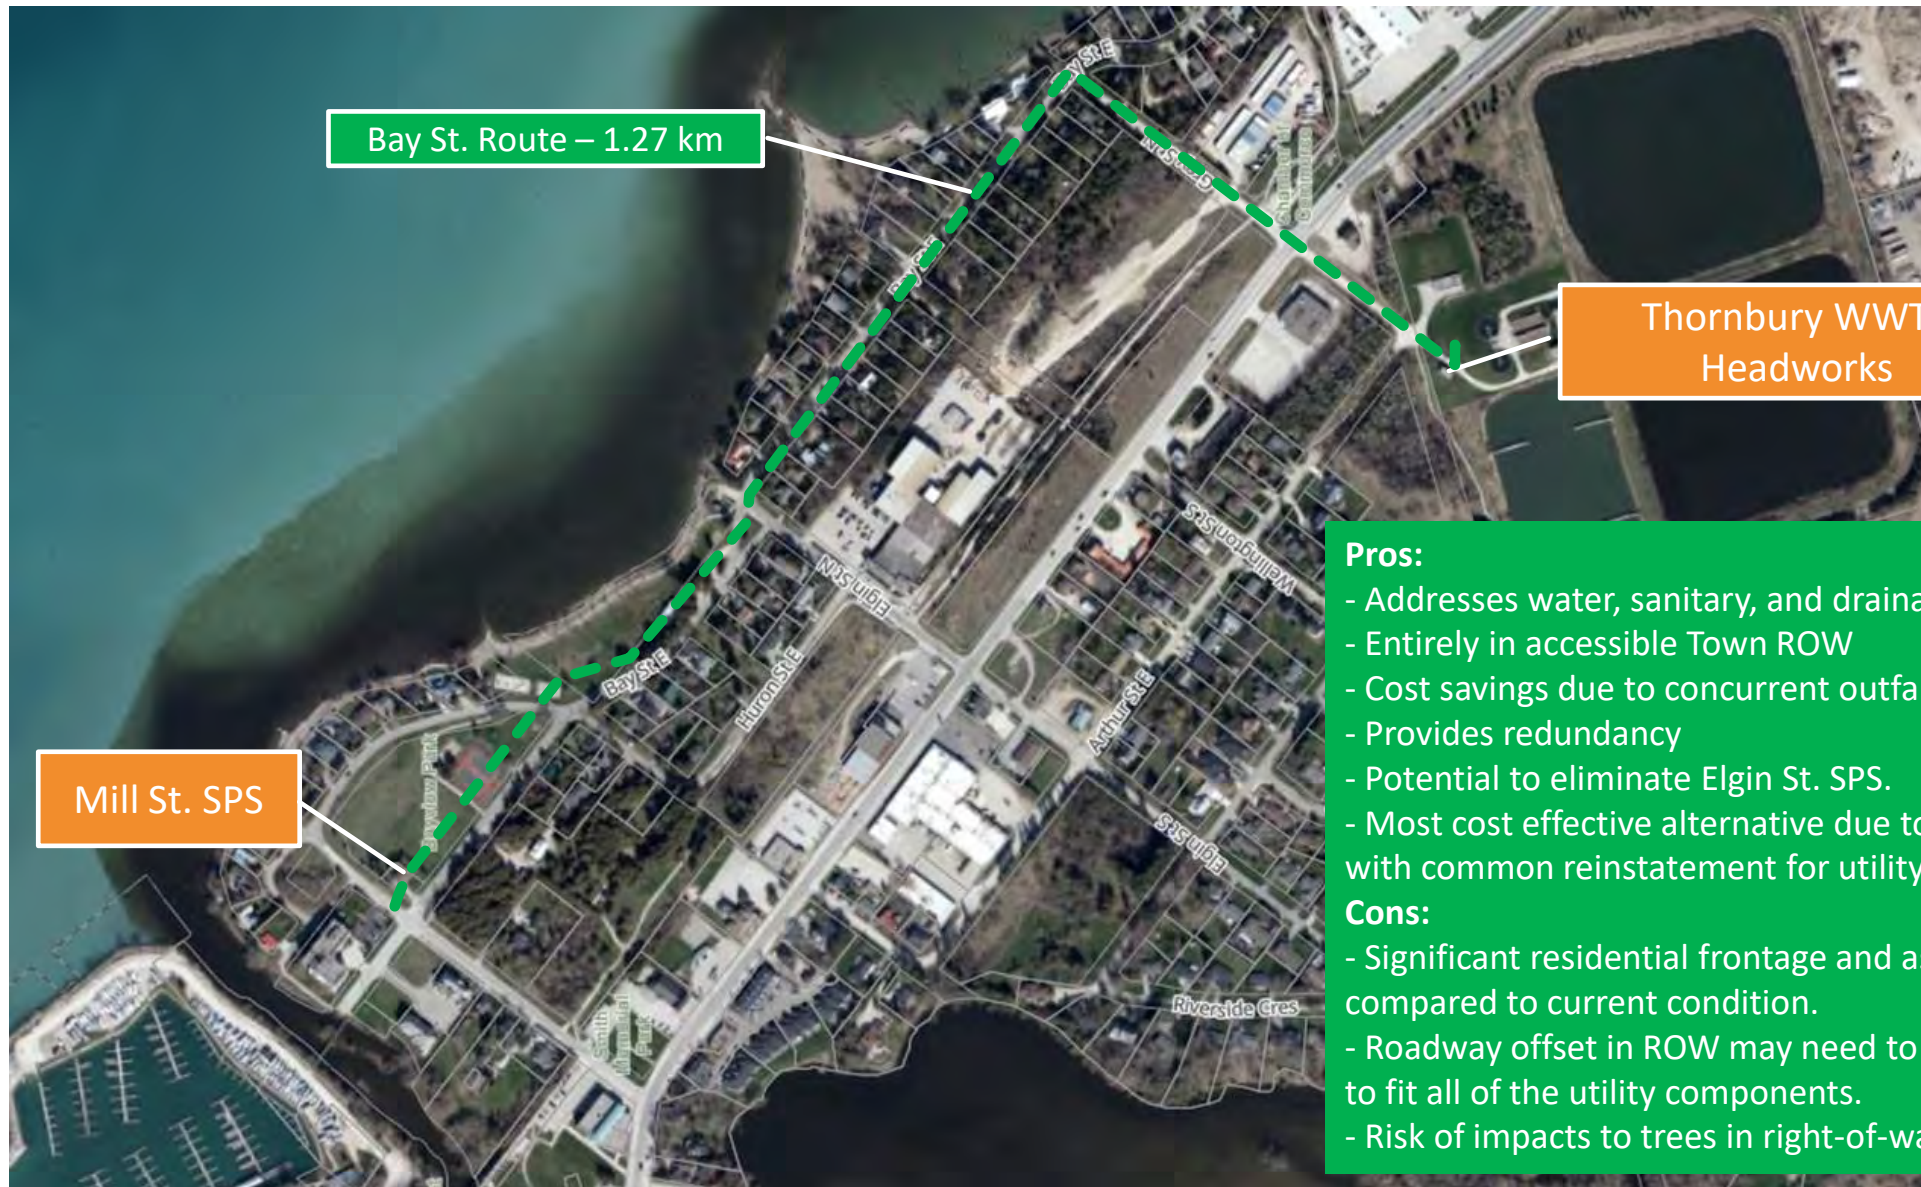 Bay St E
Bay St. Route – 1.27 km
Grey St N
Bay St E
Thornbury WWT
Headworks
Wellington St S
Elgin St N
Bay St E
Huron St E
Arthur St E
Bayview Park
Mill St. SPS
Elgin St S
Riverside Cres
Memorial
Park
Pros:
- Addresses water, sanitary, and draina
- Entirely in accessible Town ROW
- Cost savings due to concurrent outfa
- Provides redundancy
- Potential to eliminate Elgin St. SPS.
- Most cost effective alternative due to
with common reinstatement for utility
Cons:
- Significant residential frontage and a
compared to current condition.
- Roadway offset in ROW may need to
to fit all of the utility components.
- Risk of impacts to trees in right-of-wa